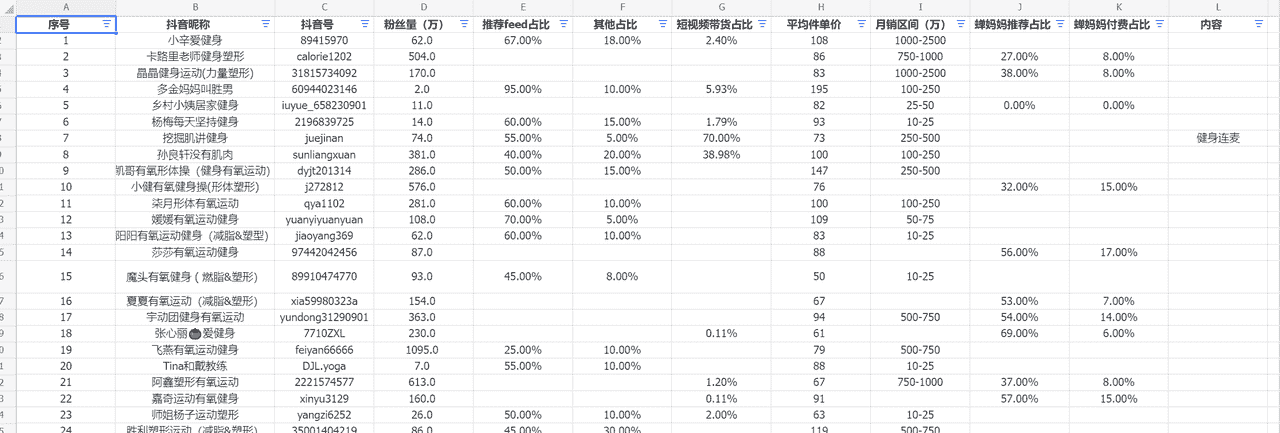 A B C D E F G H I J K L
序号 抖音昵称 抖音号 粉丝量（万） 推荐feed占比 其他占比 短视频带货占比 平均件单价 月销区间（万） 蝉妈妈推荐占比 蝉妈妈付费占比 内容
1 小辛爱健身 89415970 62.0 67.00% 18.00% 2.40% 108 1000-2500
2 卡路里老师健身塑形 calorie1202 504.0 86 750-1000 27.00% 8.00%
3 晶晶健身运动(力量塑形) 31815734092 170.0 83 1000-2500 38.00% 8.00%
4 多金妈妈叫胜男 60944023146 2.0 95.00% 10.00% 5.93% 195 100-250
5 乡村小姨居家健身 iuyue_658230901 11.0 82 25-50 0.00% 0.00%
6 杨梅每天坚持健身 2196839725 14.0 60.00% 15.00% 1.79% 93 10-25
7 挖掘肌讲健身 juejinan 74.0 55.00% 5.00% 70.00% 73 250-500 健身连麦
8 孙良轩没有肌肉 sunliangxuan 381.0 40.00% 20.00% 38.98% 100 100-250
9 凯哥有氧形体操（健身有氧运动） dyjt201314 286.0 50.00% 15.00% 147 250-500
10 小健有氧健身操(形体塑形) j272812 576.0 76 32.00% 15.00%
11 柒月形体有氧运动 qya1102 281.0 60.00% 10.00% 100 100-250
12 媛媛有氧运动健身 yuanyiyuanyuan 108.0 70.00% 5.00% 109 50-75
13 阳阳有氧运动健身（减脂&塑型） jiaoyang369 62.0 60.00% 10.00% 83 10-25
14 莎莎有氧运动健身 97442042456 87.0 88 56.00% 17.00%
15 魔头有氧健身 ( 燃脂&塑形) 89910474770 93.0 45.00% 8.00% 50 10-25
16 夏夏有氧运动（减脂&塑形） xia59980323a 154.0 67 53.00% 7.00%
17 宇动团健身有氧运动 yundong31290901 363.0 94 500-750 54.00% 14.00%
18 张心丽爱健身 7710ZXL 230.0 0.11% 61 69.00% 6.00%
19 飞燕有氧运动健身 feiyan66666 1095.0 25.00% 10.00% 79 500-750
20 Tina和戴教练 DJL.yoga 7.0 55.00% 10.00% 88 10-25
21 阿鑫塑形有氧运动 2221574577 613.0 1.20% 67 750-1000 37.00% 8.00%
22 嘉奇运动有氧健身 xinyu3129 160.0 0.11% 91 57.00% 15.00%
23 师姐杨子运动塑形 yangzi6252 26.0 50.00% 10.00% 2.00% 63 10-25
24 胜利塑形运动（减脂&塑形） 35001404219 86.0 45.00% 30.00% 119 500-750